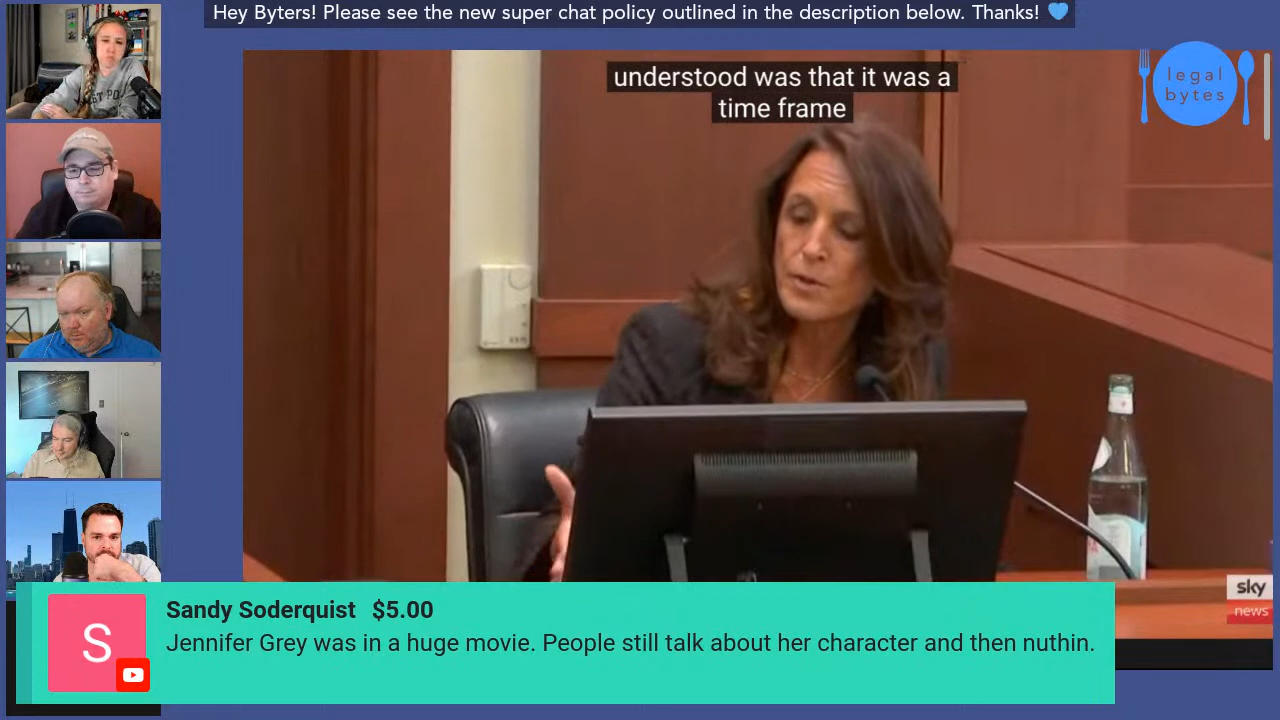 Hey Byters! Please see the new super chat policy outlined in the description below. Thanks! 💙
legal
bytes
understood was that it was a
time frame
sky
news
Sandy Soderquist $5.00
S
Jennifer Grey was in a huge movie. People still talk about her character and then nuthin.